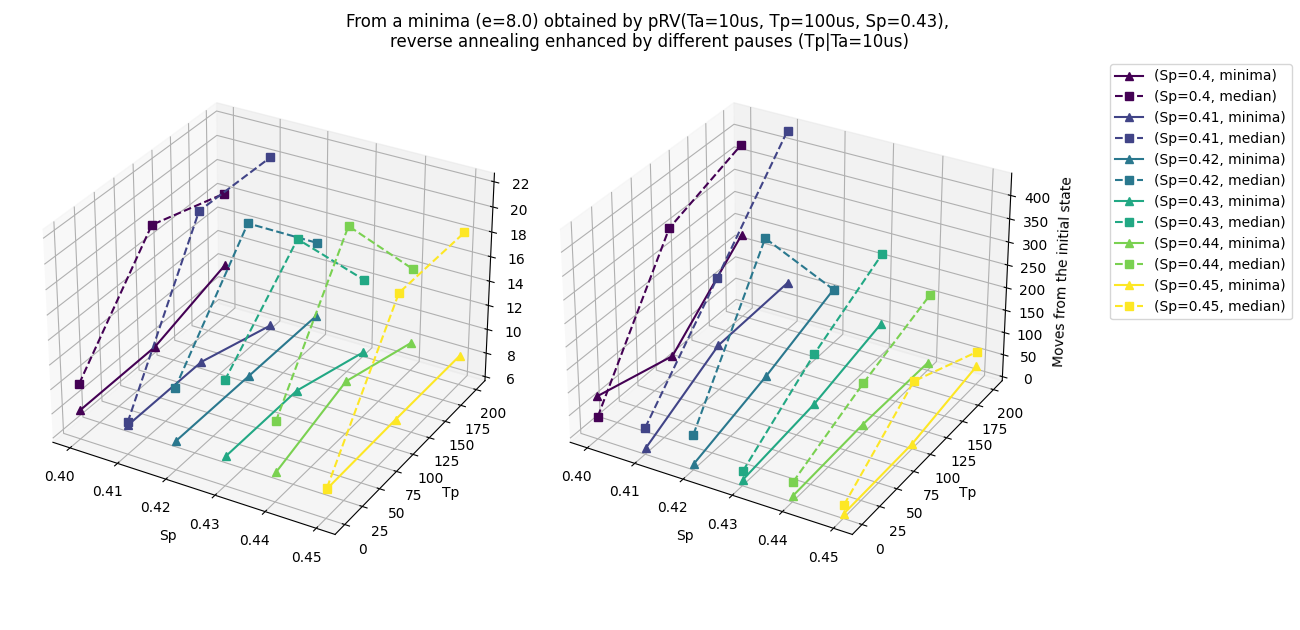 From a minima (e=8.0) obtained by pRV(Ta=10us, Tp=100us, Sp=0.43),
reverse annealing enhanced by different pauses (Tp|Ta=10us)
22
20
18
16
14
12
10
8
6
200
175
150
125
100
75
50
25
0
Tp
0.40
0.41
0.42
0.43
0.44
0.45
Sp
400
350
300
250
200
150
100
50
0
Moves from the initial state
200
175
150
125
100
75
50
25
0
Tp
0.40
0.41
0.42
0.43
0.44
0.45
Sp
(Sp=0.4, minima)
(Sp=0.4, median)
(Sp=0.41, minima)
(Sp=0.41, median)
(Sp=0.42, minima)
(Sp=0.42, median)
(Sp=0.43, minima)
(Sp=0.43, median)
(Sp=0.44, minima)
(Sp=0.44, median)
(Sp=0.45, minima)
(Sp=0.45, median)